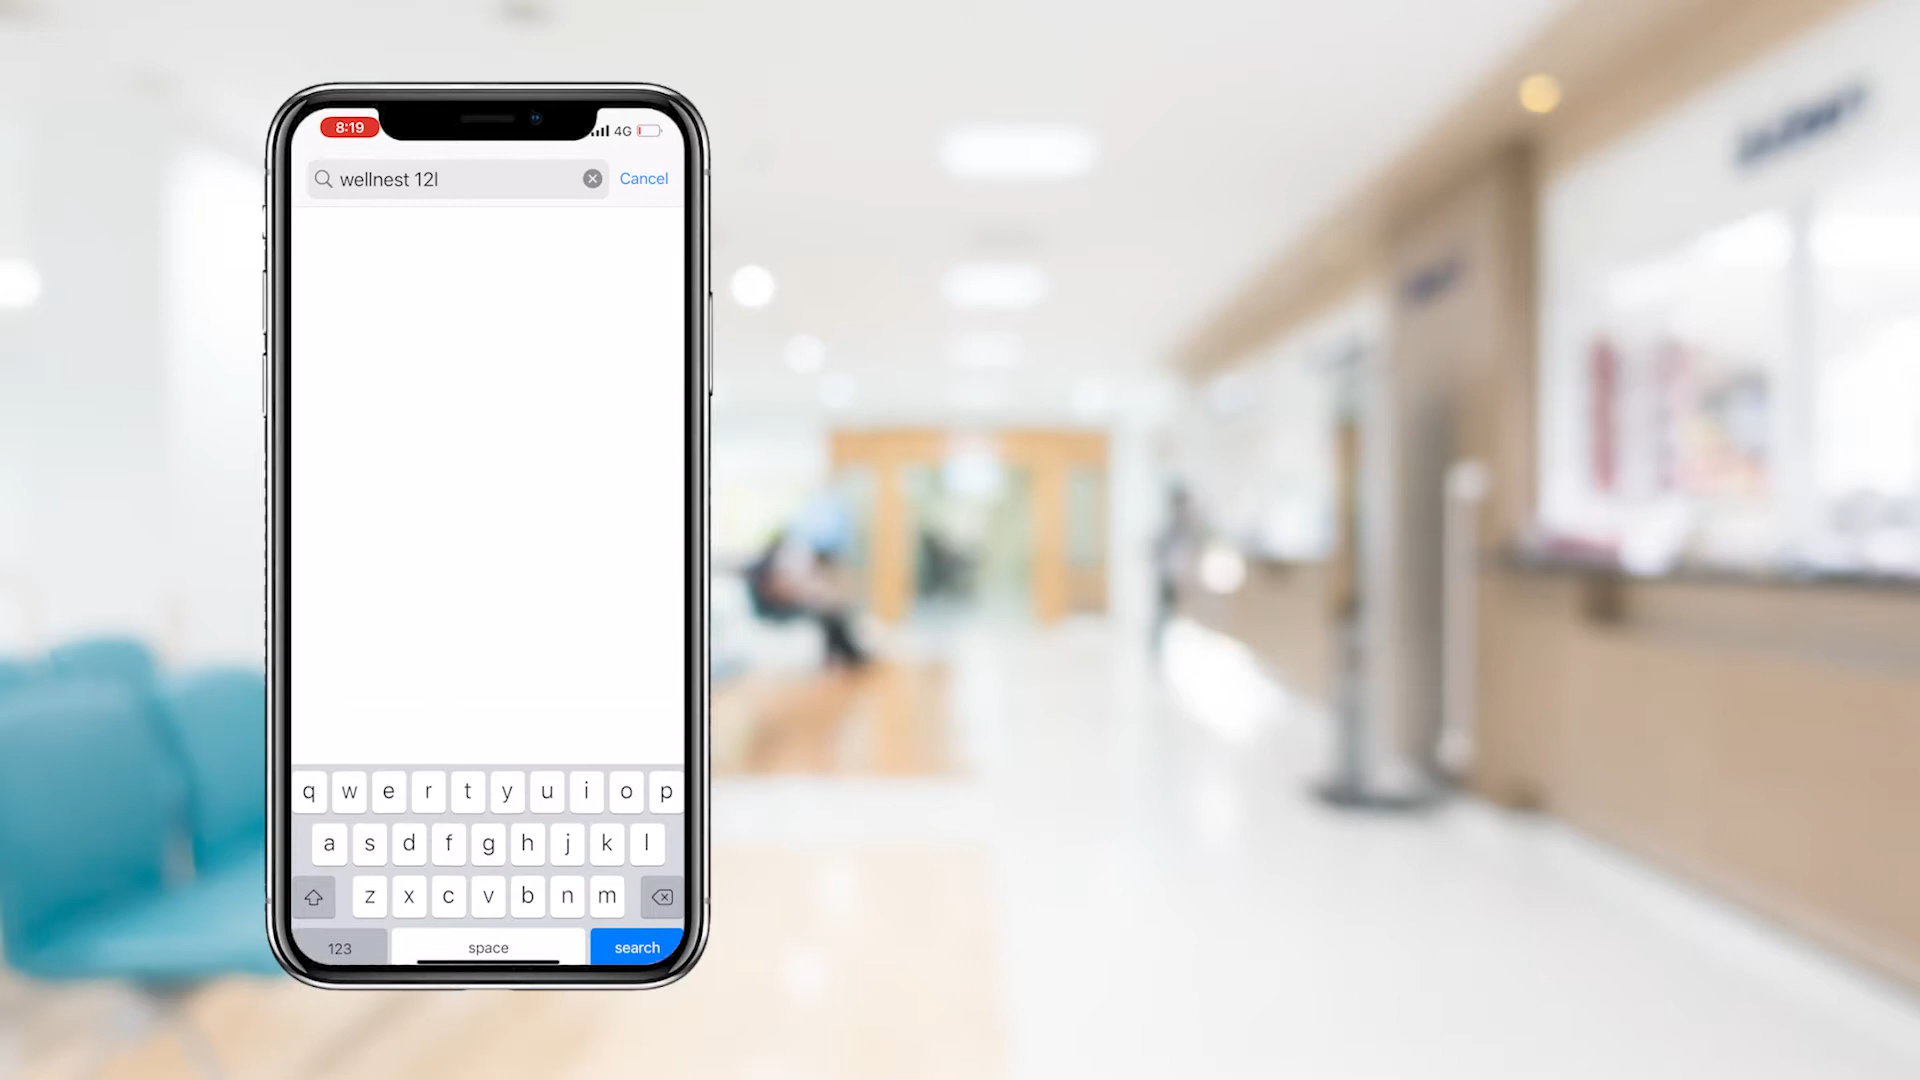 8:19
4G
wellnest 12l
Cancel
q w e r t y u i o p
a s d f g h j k l
z x c v b n m
123 space search